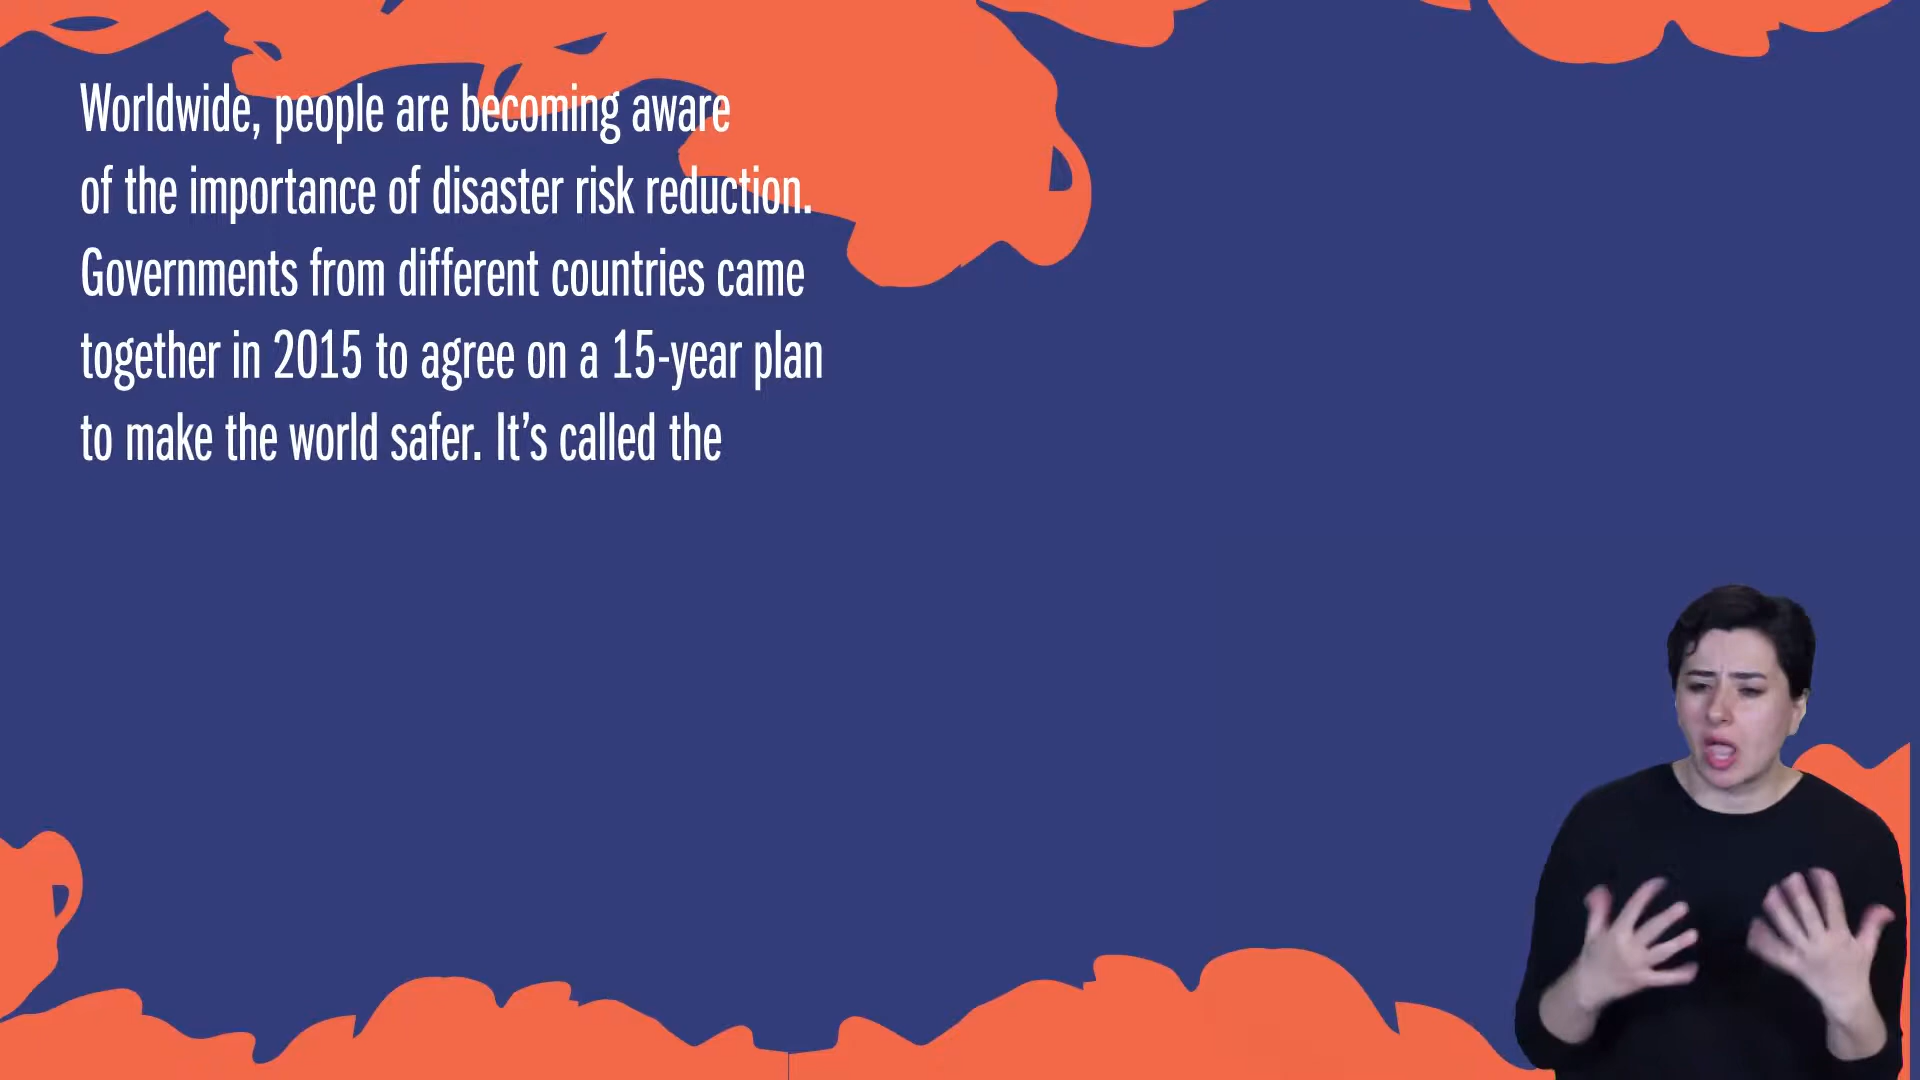 Worldwide, people are becoming aware
of the importance of disaster risk reduction.
Governments from different countries came
together in 2015 to agree on a 15-year plan
to make the world safer. It’s called the